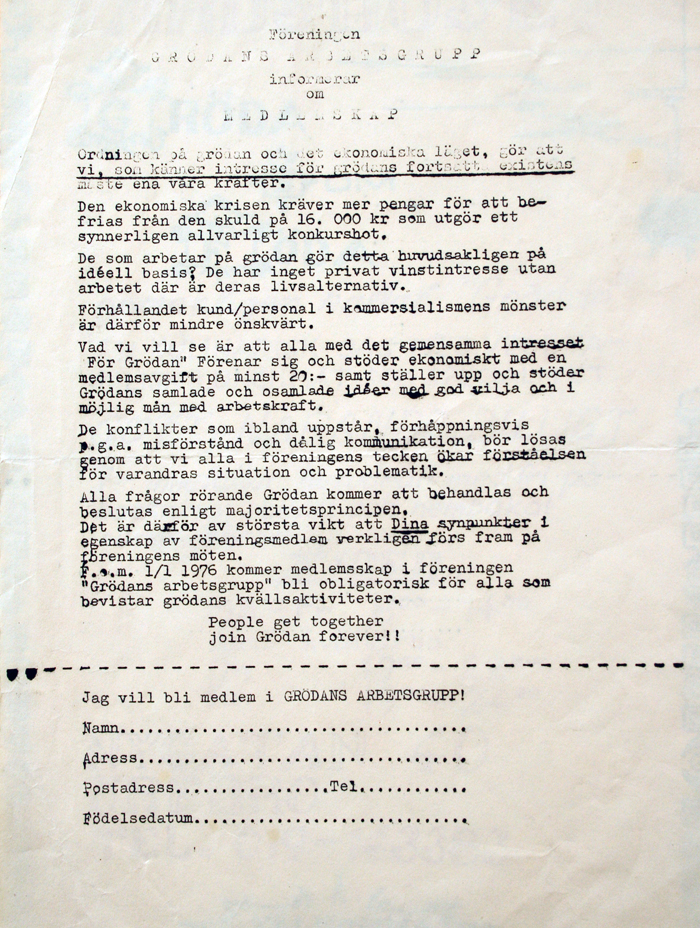 Föreningen
GRÖDANS ARBETSGRUPP
informerar
om
MEDLEMSKAP
Ordningen på grödan och det ekonomiska läget, gör att
vi, som känner intresse för grödans fortsatt existens
måste ena våra krafter.
Den ekonomiska krisen kräver mer pengar för att be-
frias från den skuld på 16. 000 kr som utgör ett
synnerligen allvarligt konkurshot.
De som arbetar på grödan gör detta huvudsakligen på
idéell basis? De har inget privat vinstintresse utan
arbetet där är deras livsalternativ.
Förhållandet kund/personal i kommersialismens mönster
är därför mindre önskvärt.
Vad vi vill se är att alla med det gemensamma intresset
För Grödan" Förenar sig och stöder ekonomiskt med en
medlemsavgift på minst 20:- samt ställer upp och stöder
Grödans samlade och osamlade idéer med god vilja och i
möjlig mån med arbetskraft.
De konflikter som ibland uppstår, förhåppningsvis
p.g.a. misförstånd och dålig kommunikation, bör lösas
genom att vi alla i föreningens tecken ökar förståelsen
för varandras situation och problematik.
Alla frågor rörande Grödan kommer att behandlas och
beslutas enligt majoritetsprincipen.
Det är därför av största vikt att Dina synpunkter i
egenskap av föreningsmedlem verkligen förs fram på
föreningens möten.
F.o.m. 1/1 1976 kommer medlemsskap i föreningen
"Grödans arbetsgrupp" bli obligatorisk för alla som
bevistar grödans kvällsaktiviteter.
People get together
join Grödan forever!!
Jag vill bli medlem i GRÖDANS ARBETSGRUPP!
Namn.....................................
Adress...................................
Postadress................Tel............
Födelsedatum.............................